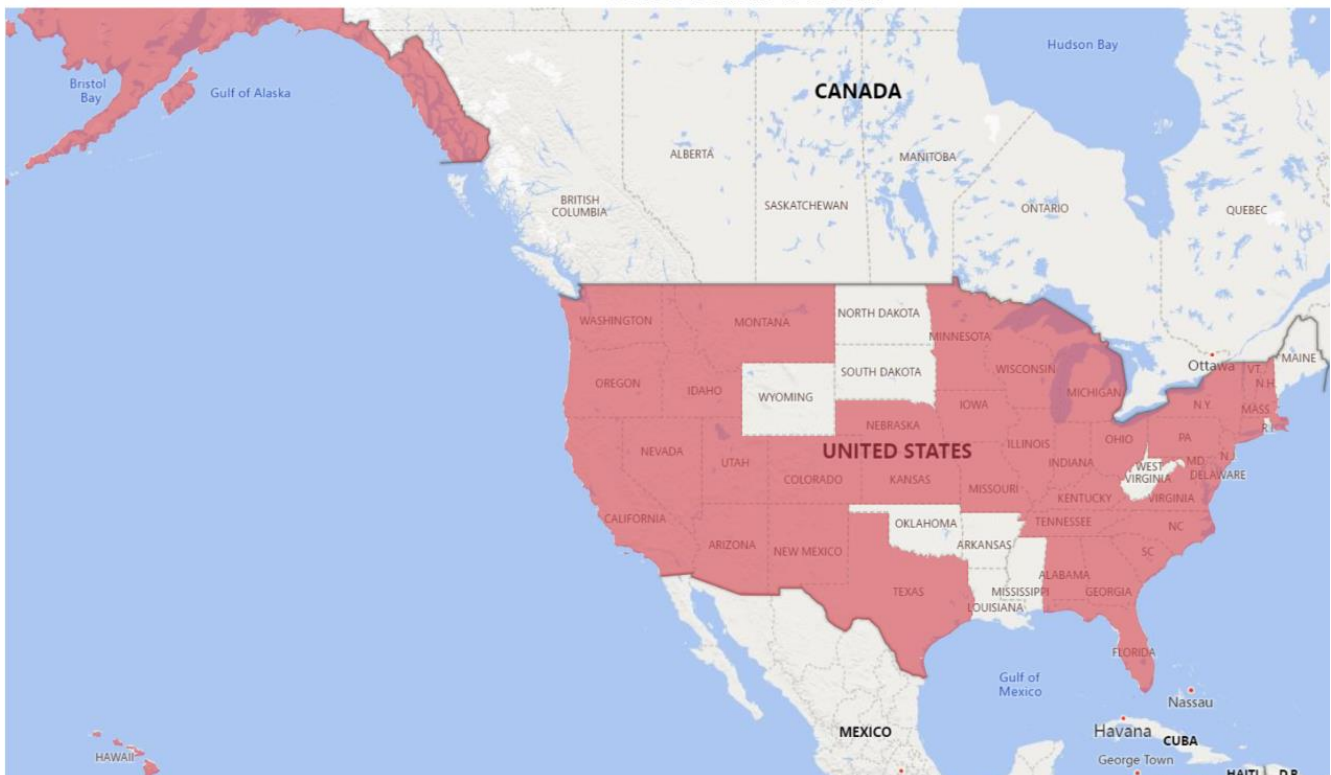 Hudson Bay
Bristol
Bay
Gulf of Alaska
CANADA
ALBERTA
MANITOBA
BRITISH
COLUMBIA
SASKATCHEWAN
ONTARIO
QUEBEC
WASHINGTON
MONTANA
NORTH DAKOTA
MINNESOTA
Ottawa
MAINE
VT.
N.H.
OREGON
IDAHO
WYOMING
SOUTH DAKOTA
WISCONSIN
MICHIGAN
N.Y.
MASS.
R.I.
NEVADA
UTAH
NEBRASKA
IOWA
UNITED STATES
ILLINOIS
INDIANA
OHIO
PA
N.J.
MD
DELAWARE
COLORADO
KANSAS
MISSOURI
KENTUCKY
WEST
VIRGINIA
VIRGINIA
CALIFORNIA
ARIZONA
NEW MEXICO
OKLAHOMA
ARKANSAS
TENNESSEE
NC
SC
TEXAS
LOUISIANA
MISSISSIPPI
ALABAMA
GEORGIA
FLORIDA
Gulf of
Mexico
Nassau
MEXICO
Havana
CUBA
George Town
HAITI
D.R.
HAWAII